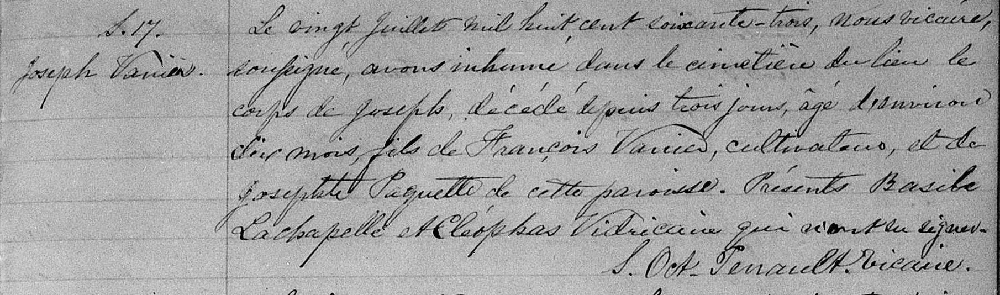 S. 17.
Joseph Vanier.
Le vingt Juillet mil huit cent soixante-trois, nous vicaire,
soussigné, avons inhumé dans le cimetière du lieu le
corps de Joseph, décédé depuis trois jours, âgé d'environ
dix mois, fils de François Vanier, cultivateur, et de
Josephte Paquette de cette paroisse. Présents Basile
Lachapelle et Cléophas Vidricaire qui n'ont su signer.
S. Oct. Perrault. Vicaire.